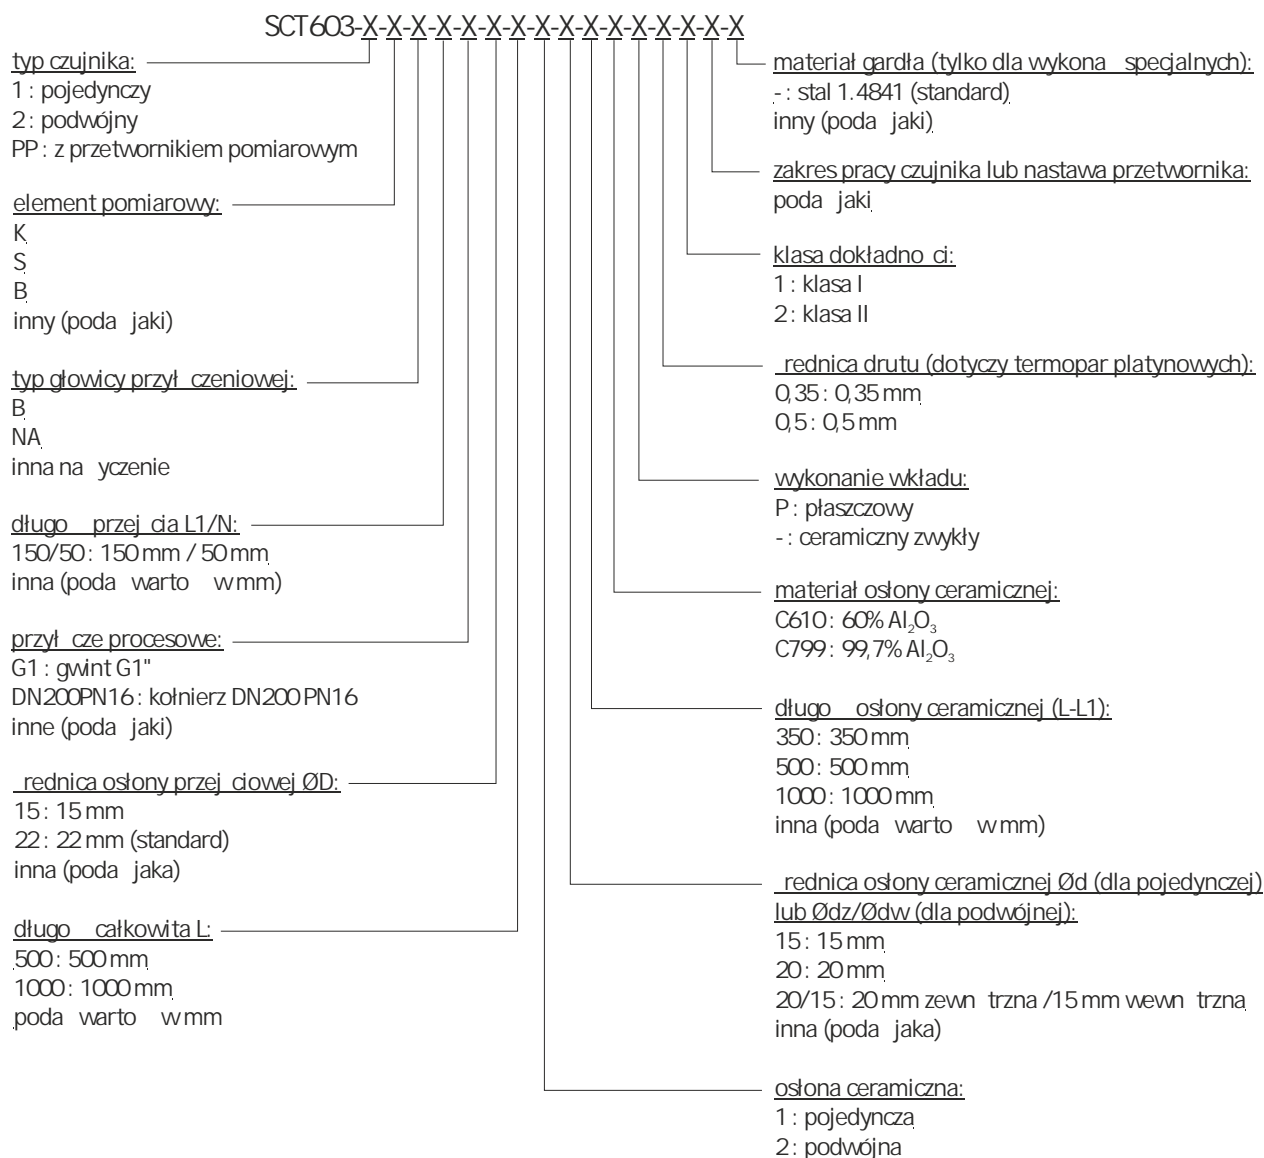 SCT603-X-X-X-X-X-X-X-X-X-X-X-X-X-X-X-X
typ czujnika:
1 : pojedynczy
2 : podwójny
PP : z przetwornikiem pomiarowym
element pomiarowy:
K
S
B
inny (poda jaki)
typ głowicy przył czeniowej:
B
NA
inna na yczenie
długo przej cia L1/N:
150/50 : 150 mm / 50 mm
inna (poda warto w mm)
przył cze procesowe:
G1 : gwint G1"
DN200PN16 : kołnierz DN200 PN16
inne (poda jaki)
rednica osłony przej ciowej ØD:
15 : 15 mm
22 : 22 mm (standard)
inna (poda jaka)
długo całkowita L:
500 : 500 mm
1000 : 1000 mm
poda warto w mm
materiał gardła (tylko dla wykona specjalnych):
- : stal 1.4841 (standard)
inny (poda jaki)
zakres pracy czujnika lub nastawa przetwornika:
poda jaki
klasa dokładno ci:
1 : klasa I
2 : klasa II
rednica drutu (dotyczy termopar platynowych):
0,35 : 0,35 mm
0,5 : 0,5 mm
wykonanie wkładu:
P : płaszczowy
- : ceramiczny zwykły
materiał osłony ceramicznej:
C610 : 60% Al₂O₃
C799 : 99,7% Al₂O₃
długo osłony ceramicznej (L-L1):
350 : 350 mm
500 : 500 mm
1000 : 1000 mm
inna (poda warto w mm)
rednica osłony ceramicznej Ød (dla pojedynczej)
lub Ødz/Ødw (dla podwójnej):
15 : 15 mm
20 : 20 mm
20/15 : 20 mm zewn trzna /15 mm wewn trzna
inna (poda jaka)
osłona ceramiczna:
1 : pojedyncza
2 : podwójna